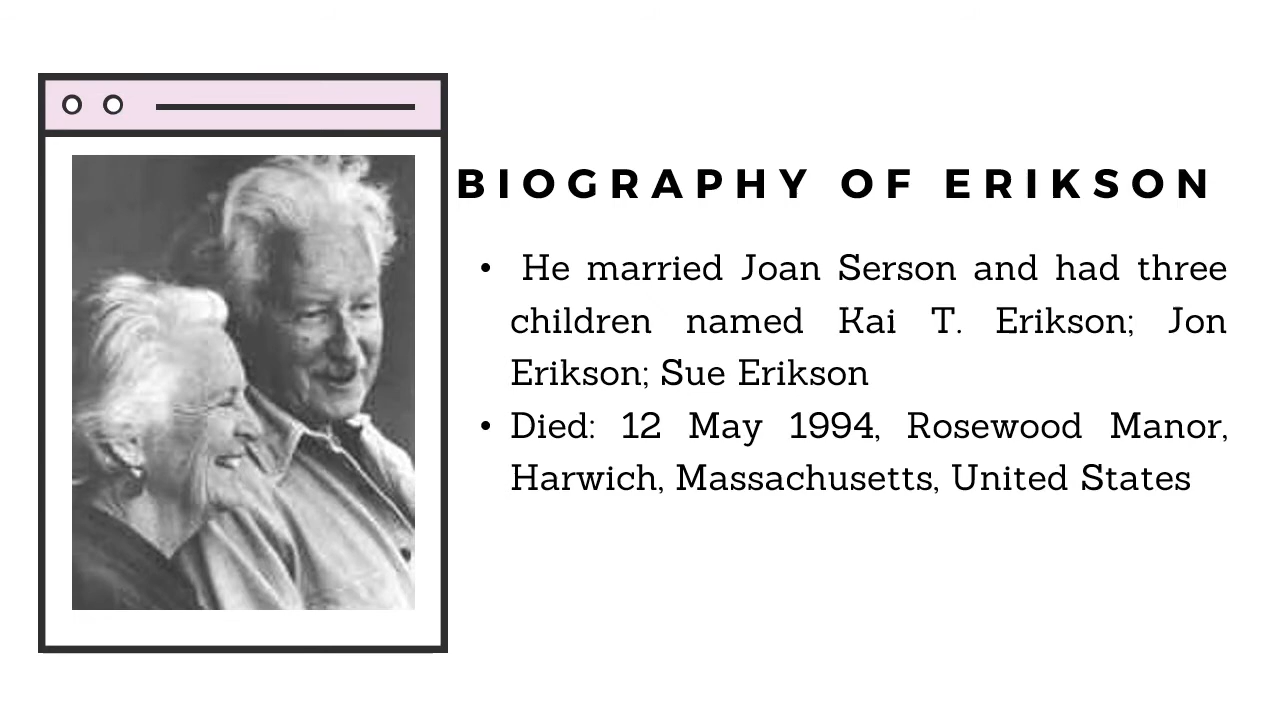 BIOGRAPHY OF ERIKSON
• He married Joan Serson and had three
children named Kai T. Erikson; Jon
Erikson; Sue Erikson
• Died: 12 May 1994, Rosewood Manor,
Harwich, Massachusetts, United States